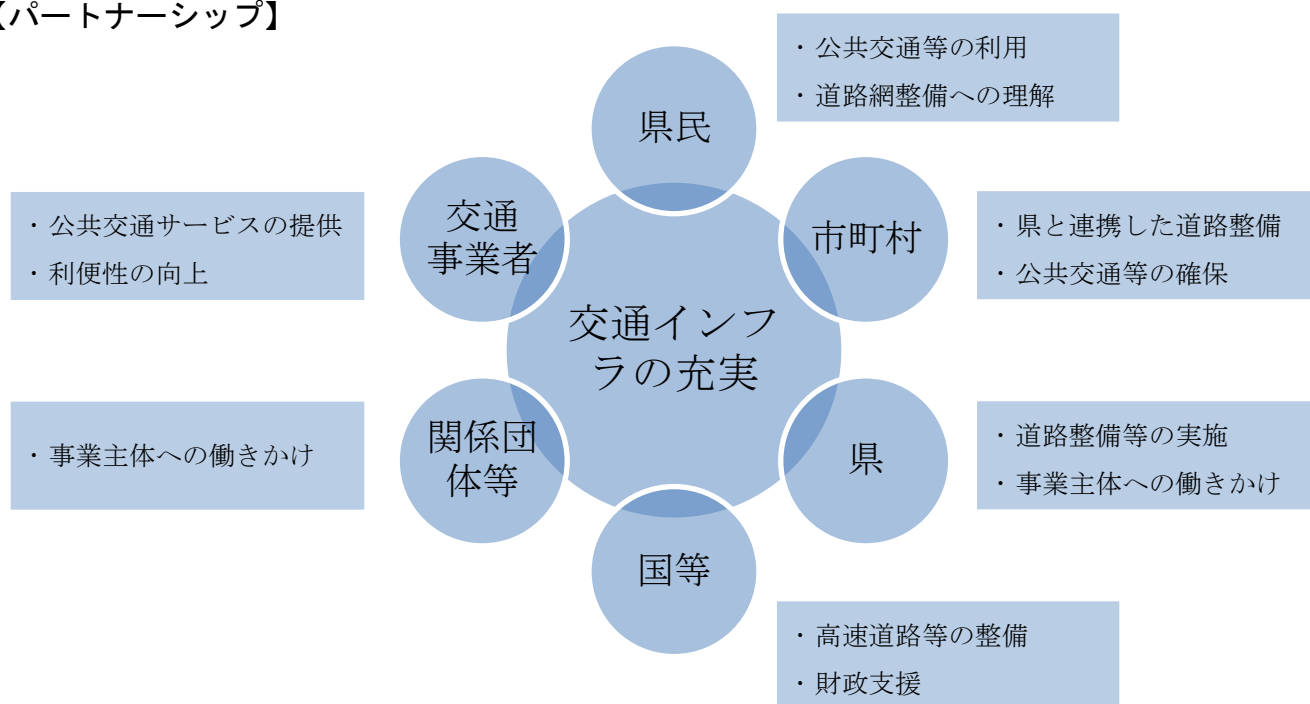 【パートナーシップ】
・公共交通等の利用
・道路網整備への理解
県民
交通
事業者
・公共交通サービスの提供
・利便性の向上
市町村
・県と連携した道路整備
・公共交通等の確保
交通インフ
ラの充実
関係団
体等
・事業主体への働きかけ
県
・道路整備等の実施
・事業主体への働きかけ
国等
・高速道路等の整備
・財政支援